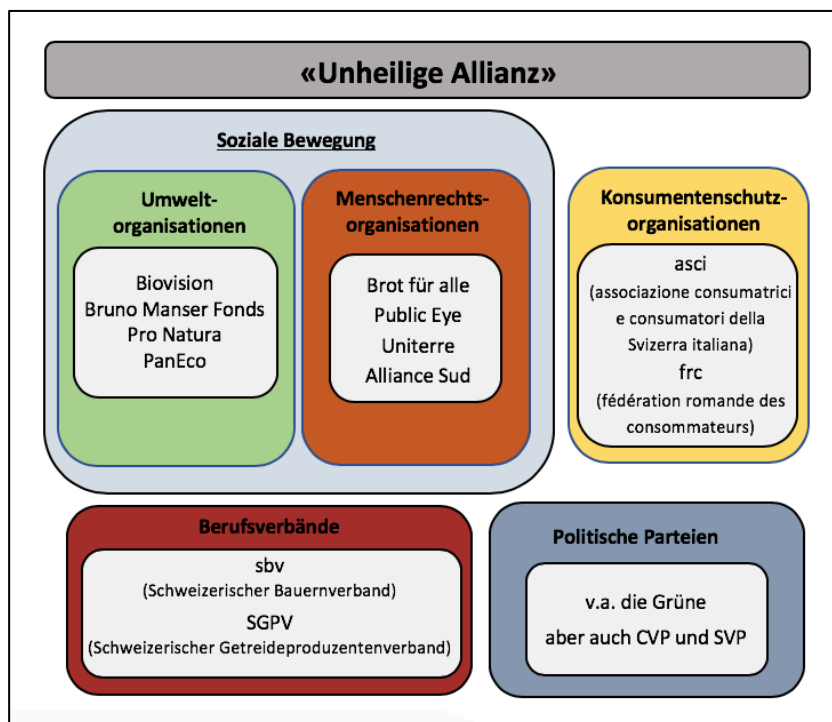 «Unheilige Allianz»
Soziale Bewegung
Umwelt-
organisationen
Biovision
Bruno Manser Fonds
Pro Natura
PanEco
Menschenrechts-
organisationen
Brot für alle
Public Eye
Uniterre
Alliance Sud
Konsumentenschutz-
organisationen
asci
(associazione consumatrici
e consumatori della
Svizerra italiana)
frc
(fédération romande des
consommateurs)
Berufsverbände
sbv
(Schweizerischer Bauernverband)
SGPV
(Schweizerischer Getreideproduzentenverband)
Politische Parteien
v.a. die Grüne
aber auch CVP und SVP